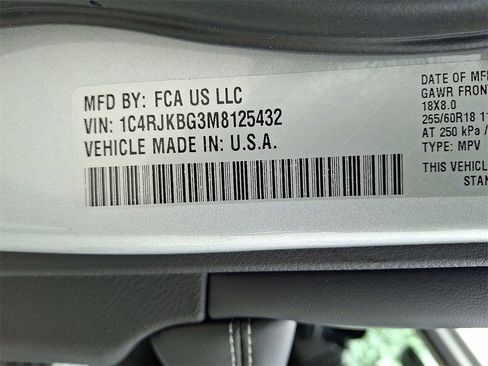 MFD BY: FCA US LLC
VIN: 1C4RJKBG3M8125432
VEHICLE MADE IN: U.S.A.
DATE OF MF
GAWR FRON
18X8.0
255/60R18 1
AT 250 kPa /
TYPE: MPV
THIS VEHICL
STAN